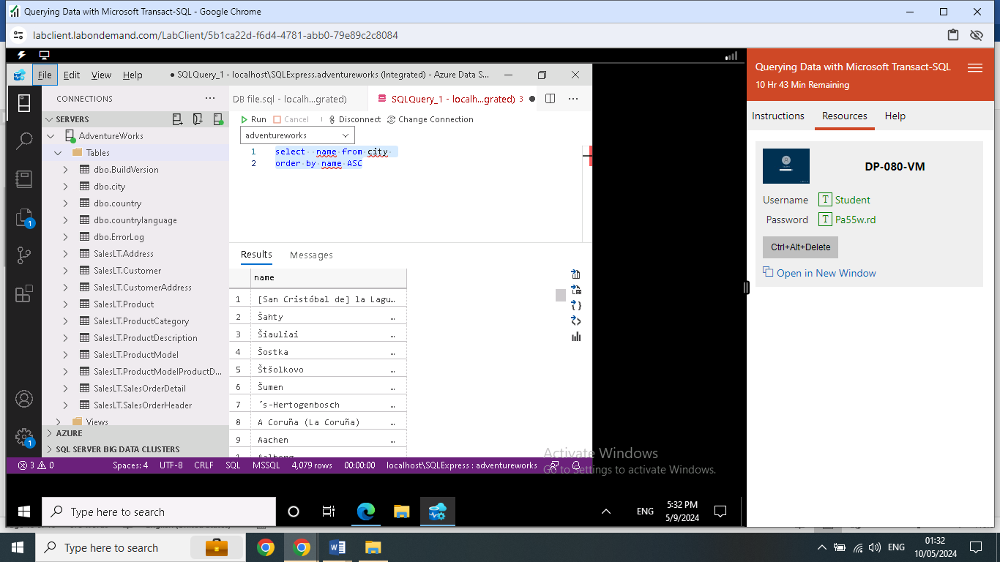 Querying Data with Microsoft Transact-SQL - Google Chrome
labclient.labondemand.com/LabClient/5b1ca22d-f6d4-4781-abb0-79e89c2c8084
File Edit View Help ● SQLQuery_1 - localhost\SQLExpress.adventureworks (Integrated) - Azure Data S...
CONNECTIONS
SERVERS
AdventureWorks
Tables
dbo.BuildVersion
dbo.city
dbo.country
dbo.countrylanguage
dbo.ErrorLog
SalesLT.Address
SalesLT.Customer
SalesLT.CustomerAddress
SalesLT.Product
SalesLT.ProductCategory
SalesLT.ProductDescription
SalesLT.ProductModel
SalesLT.ProductModelProductD...
SalesLT.SalesOrderDetail
SalesLT.SalesOrderHeader
Views
AZURE
SQL SERVER BIG DATA CLUSTERS
1
1
DB file.sql - localh...grated) SQLQuery_1 - localh...grated) 3
Run Cancel Disconnect Change Connection
adventureworks
1 select name from city
2 order by name ASC
Results Messages
name
1 [San Cristóbal de] la Lagu...
2 Šahty ...
3 Šiauliai ...
4 Šostka ...
5 Štšolkovo ...
6 Šumen ...
7 ´s-Hertogenbosch ...
8 A Coruña (La Coruña) ...
9 Aachen ...
3 0 Spaces: 4 UTF-8 CRLF SQL MSSQL 4,079 rows 00:00:00 localhost\SQLExpress : adventureworks
Activate Windows
Go to Settings to activate Windows.
Type here to search
ENG 5:32 PM
5/9/2024
Querying Data with Microsoft Transact-SQL
10 Hr 43 Min Remaining
Instructions Resources Help
DP-080-VM
Username T Student
Password T Pa55w.rd
Ctrl+Alt+Delete
Open in New Window
Type here to search
ENG 01:32
10/05/2024